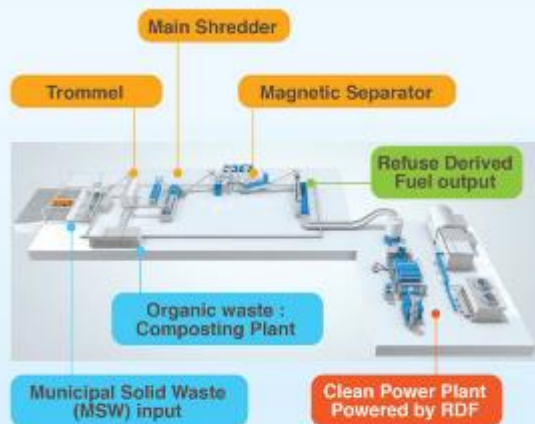 Main Shredder
Trommel
Magnetic Separator
Refuse Derived
Fuel output
Organic waste :
Composting Plant
Municipal Solid Waste
(MSW) input
Clean Power Plant
Powered by RDF